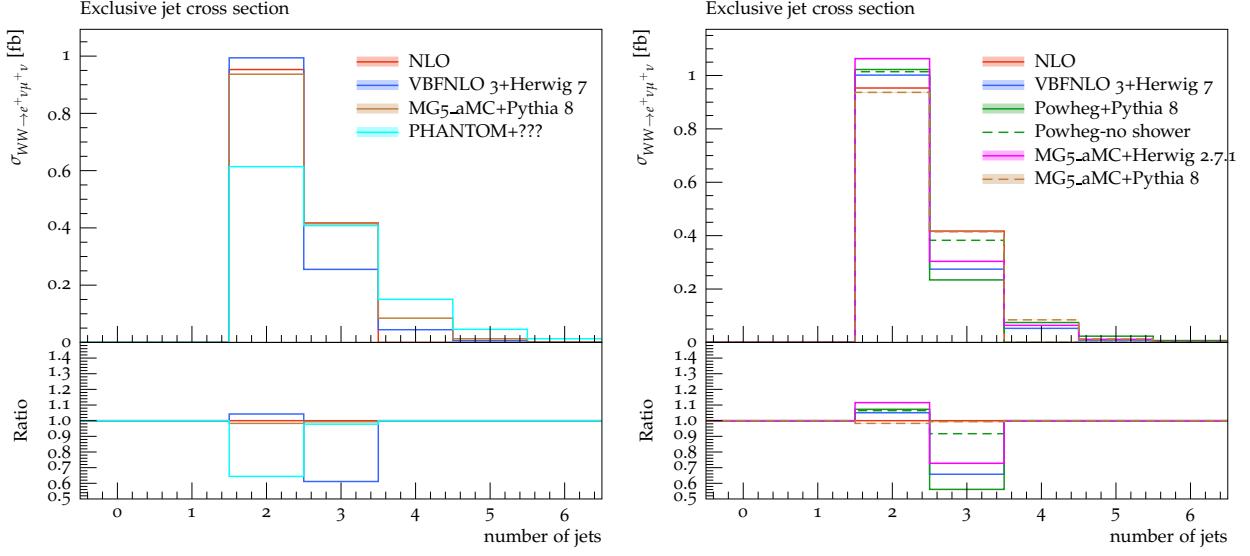 Exclusive jet cross section
σWW→e+νμ+ν [fb]
NLO
VBFNLO 3+Herwig 7
MG5_aMC+Pythia 8
PHANTOM+???
1
0.8
0.6
0.4
0.2
0
Ratio
1.4
1.3
1.2
1.1
1.0
0.9
0.8
0.7
0.6
0.5
0 1 2 3 4 5 6
number of jets
Exclusive jet cross section
σWW→e+νμ+ν [fb]
NLO
VBFNLO 3+Herwig 7
Powheg+Pythia 8
Powheg-no shower
MG5_aMC+Herwig 2.7.1
MG5_aMC+Pythia 8
1
0.8
0.6
0.4
0.2
0
Ratio
1.4
1.3
1.2
1.1
1.0
0.9
0.8
0.7
0.6
0.5
0 1 2 3 4 5 6
number of jets